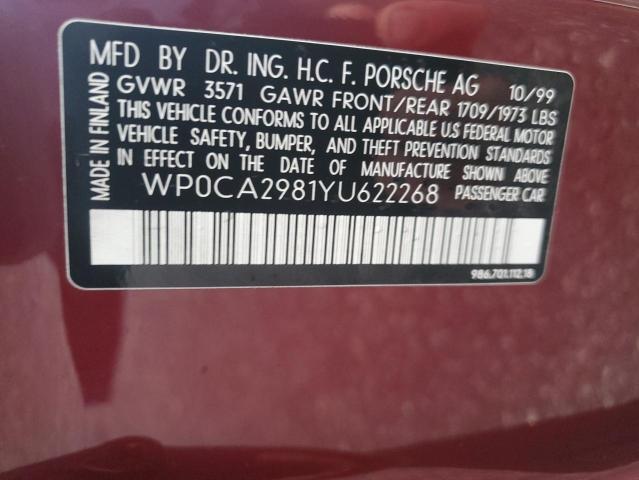 MFD BY DR. ING. H.C. F. PORSCHE AG 10/99
GVWR 3571 GAWR FRONT/REAR 1709/1973 LBS
THIS VEHICLE CONFORMS TO ALL APPLICABLE U.S FEDERAL MOTOR
VEHICLE SAFETY, BUMPER, AND THEFT PREVENTION STANDARDS
IN EFFECT ON THE DATE OF MANUFACTURE SHOWN ABOVE
WP0CA2981YU622268 PASSENGER CAR
MADE IN FINLAND
986.701.112.18